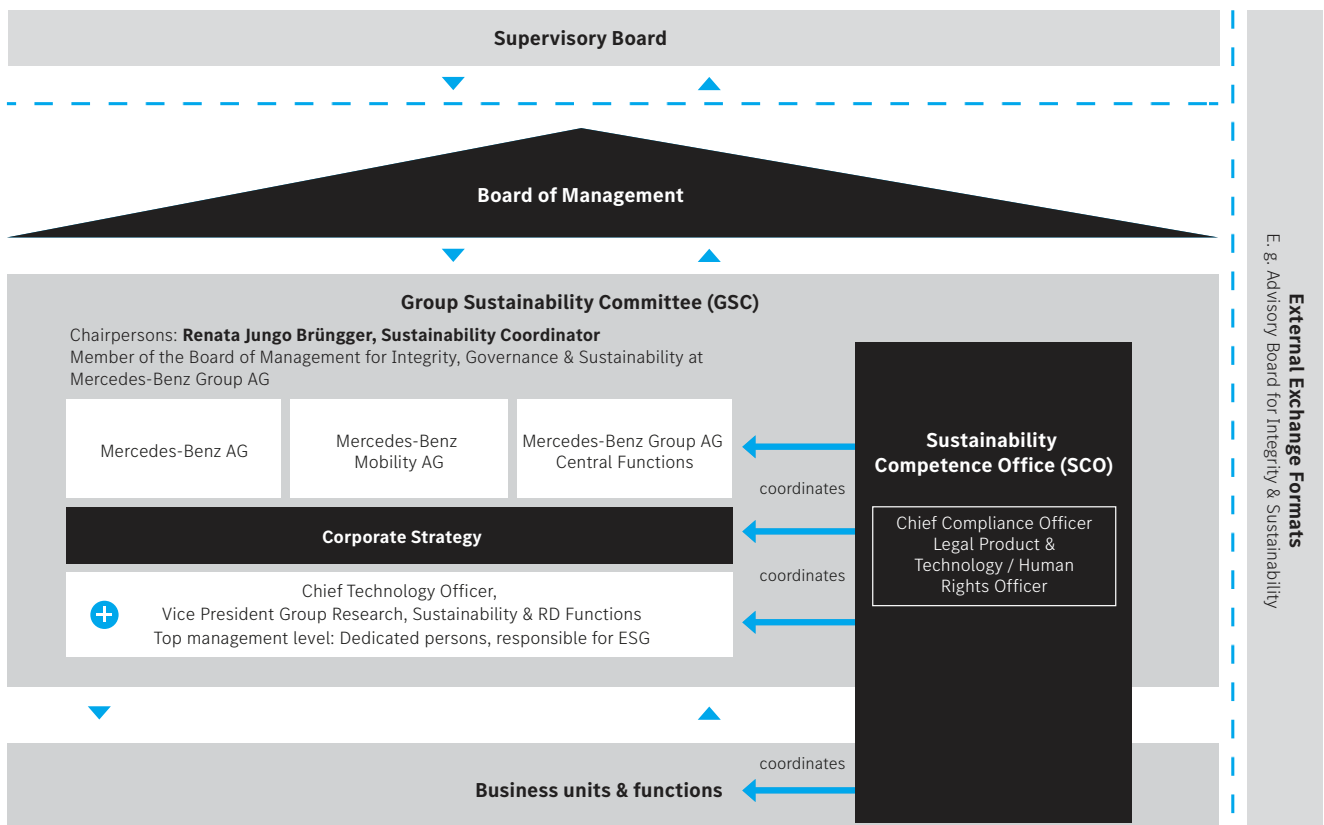 Supervisory Board
Board of Management
Group Sustainability Committee (GSC)
Chairpersons: Renata Jungo Brüngger, Sustainability Coordinator
Member of the Board of Management for Integrity, Governance & Sustainability at
Mercedes-Benz Group AG
Mercedes-Benz AG
Mercedes-Benz
Mobility AG
Mercedes-Benz Group AG
Central Functions
coordinates
Corporate Strategy
coordinates
Chief Technology Officer,
Vice President Group Research, Sustainability & RD Functions
Top management level: Dedicated persons, responsible for ESG
Sustainability
Competence Office (SCO)
Chief Compliance Officer
Legal Product &
Technology / Human
Rights Officer
coordinates
Business units & functions
External Exchange Formats
E. g. Advisory Board for Integrity & Sustainability